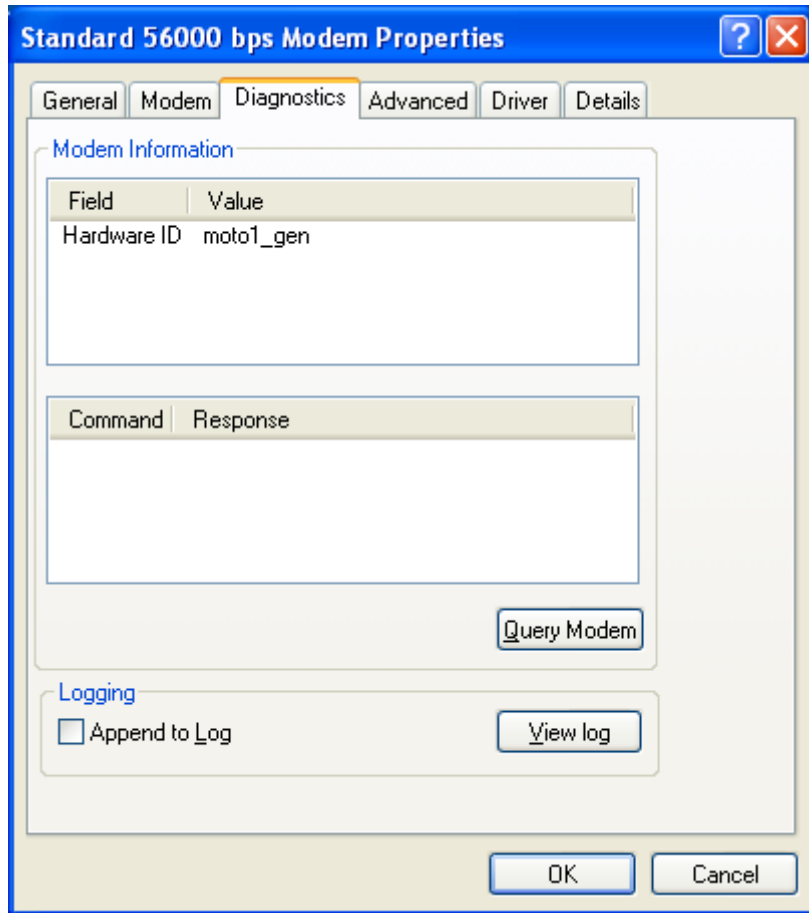 Standard 56000 bps Modem Properties
General Modem Diagnostics Advanced Driver Details
Modem Information
Field Value
Hardware ID moto1_gen
Command Response
Query Modem
Logging
Append to Log View log
OK Cancel